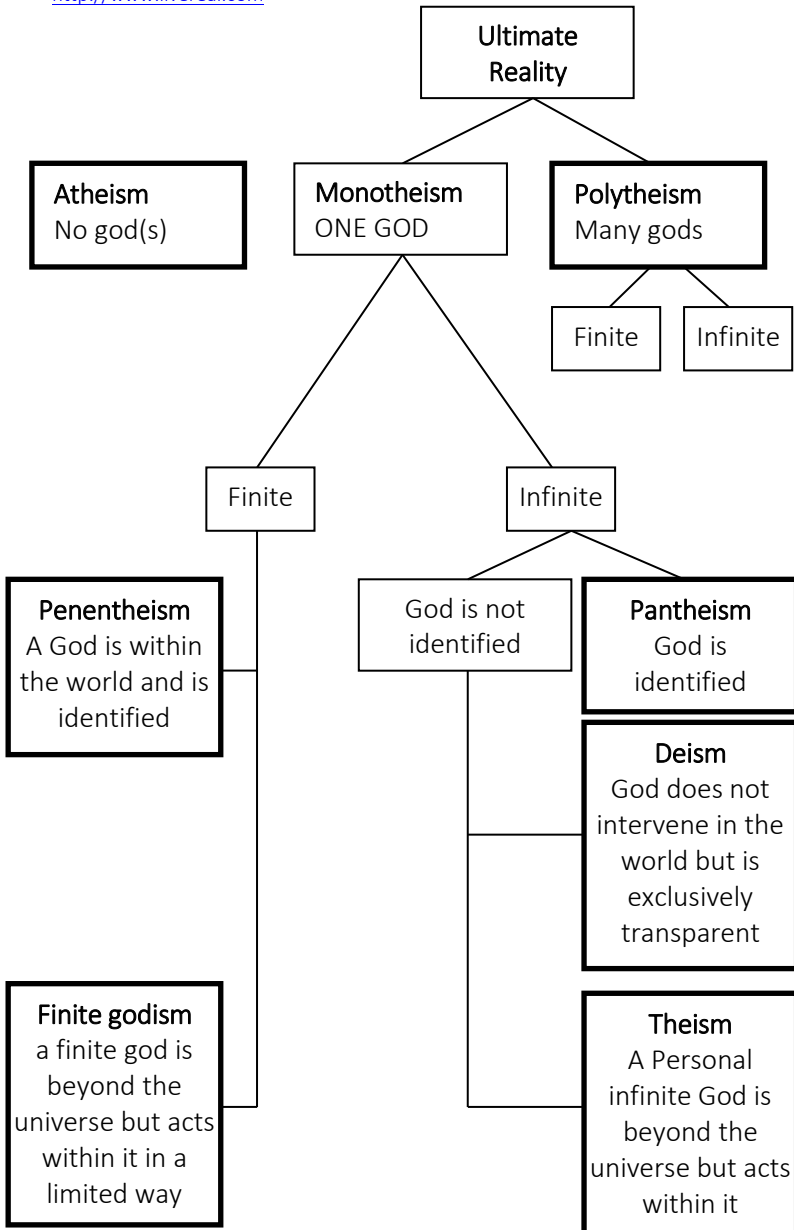 Ultimate
Reality
Atheism
No god(s)
Monotheism
ONE GOD
Polytheism
Many gods
Finite
Infinite
Finite
Infinite
Penentheism
A God is within
the world and is
identified
God is not
identified
Pantheism
God is
identified
Deism
God does not
intervene in the
world but is
exclusively
transparent
Finite godism
a finite god is
beyond the
universe but acts
within it in a
limited way
Theism
A Personal
infinite God is
beyond the
universe but acts
within it